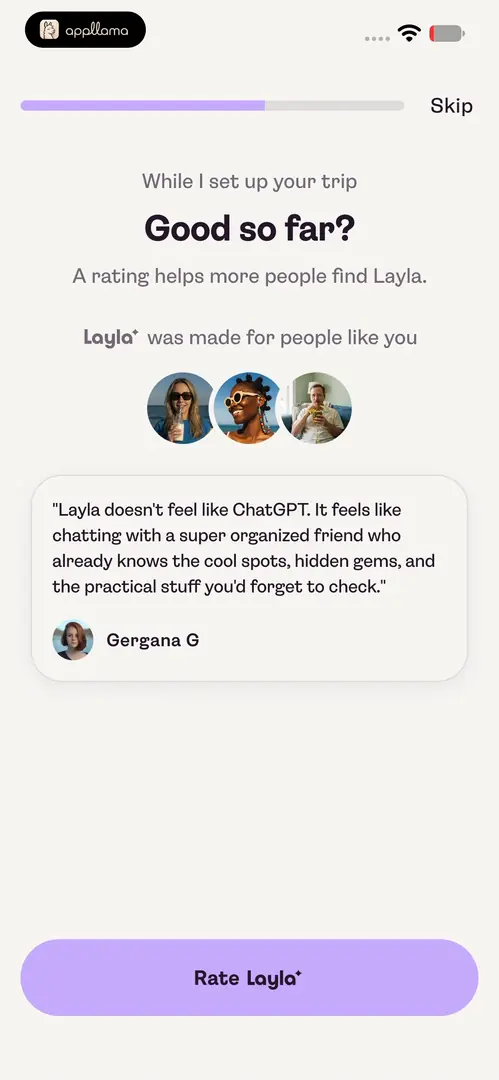 appllama
Skip
While I set up your trip
Good so far?
A rating helps more people find Layla.
Layla was made for people like you
"Layla doesn't feel like ChatGPT. It feels like
chatting with a super organized friend who
already knows the cool spots, hidden gems, and
the practical stuff you'd forget to check."
Gergana G
Rate Layla